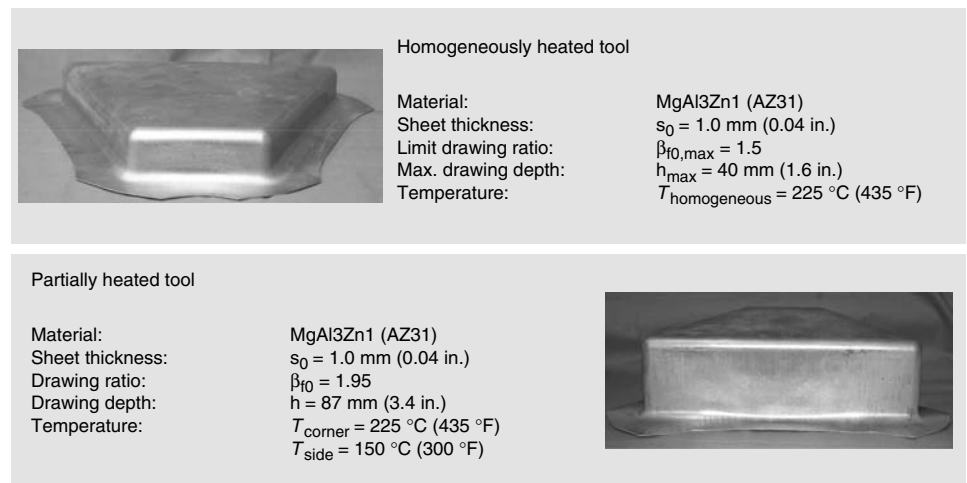 Homogeneously heated tool
Material: MgAl3Zn1 (AZ31)
Sheet thickness: s0 = 1.0 mm (0.04 in.)
Limit drawing ratio: βf0,max = 1.5
Max. drawing depth: hmax = 40 mm (1.6 in.)
Temperature: Thomogeneous = 225 °C (435 °F)
Partially heated tool
Material: MgAl3Zn1 (AZ31)
Sheet thickness: s0 = 1.0 mm (0.04 in.)
Drawing ratio: βf0 = 1.95
Drawing depth: h = 87 mm (3.4 in.)
Temperature: Tcorner = 225 °C (435 °F)
Tside = 150 °C (300 °F)